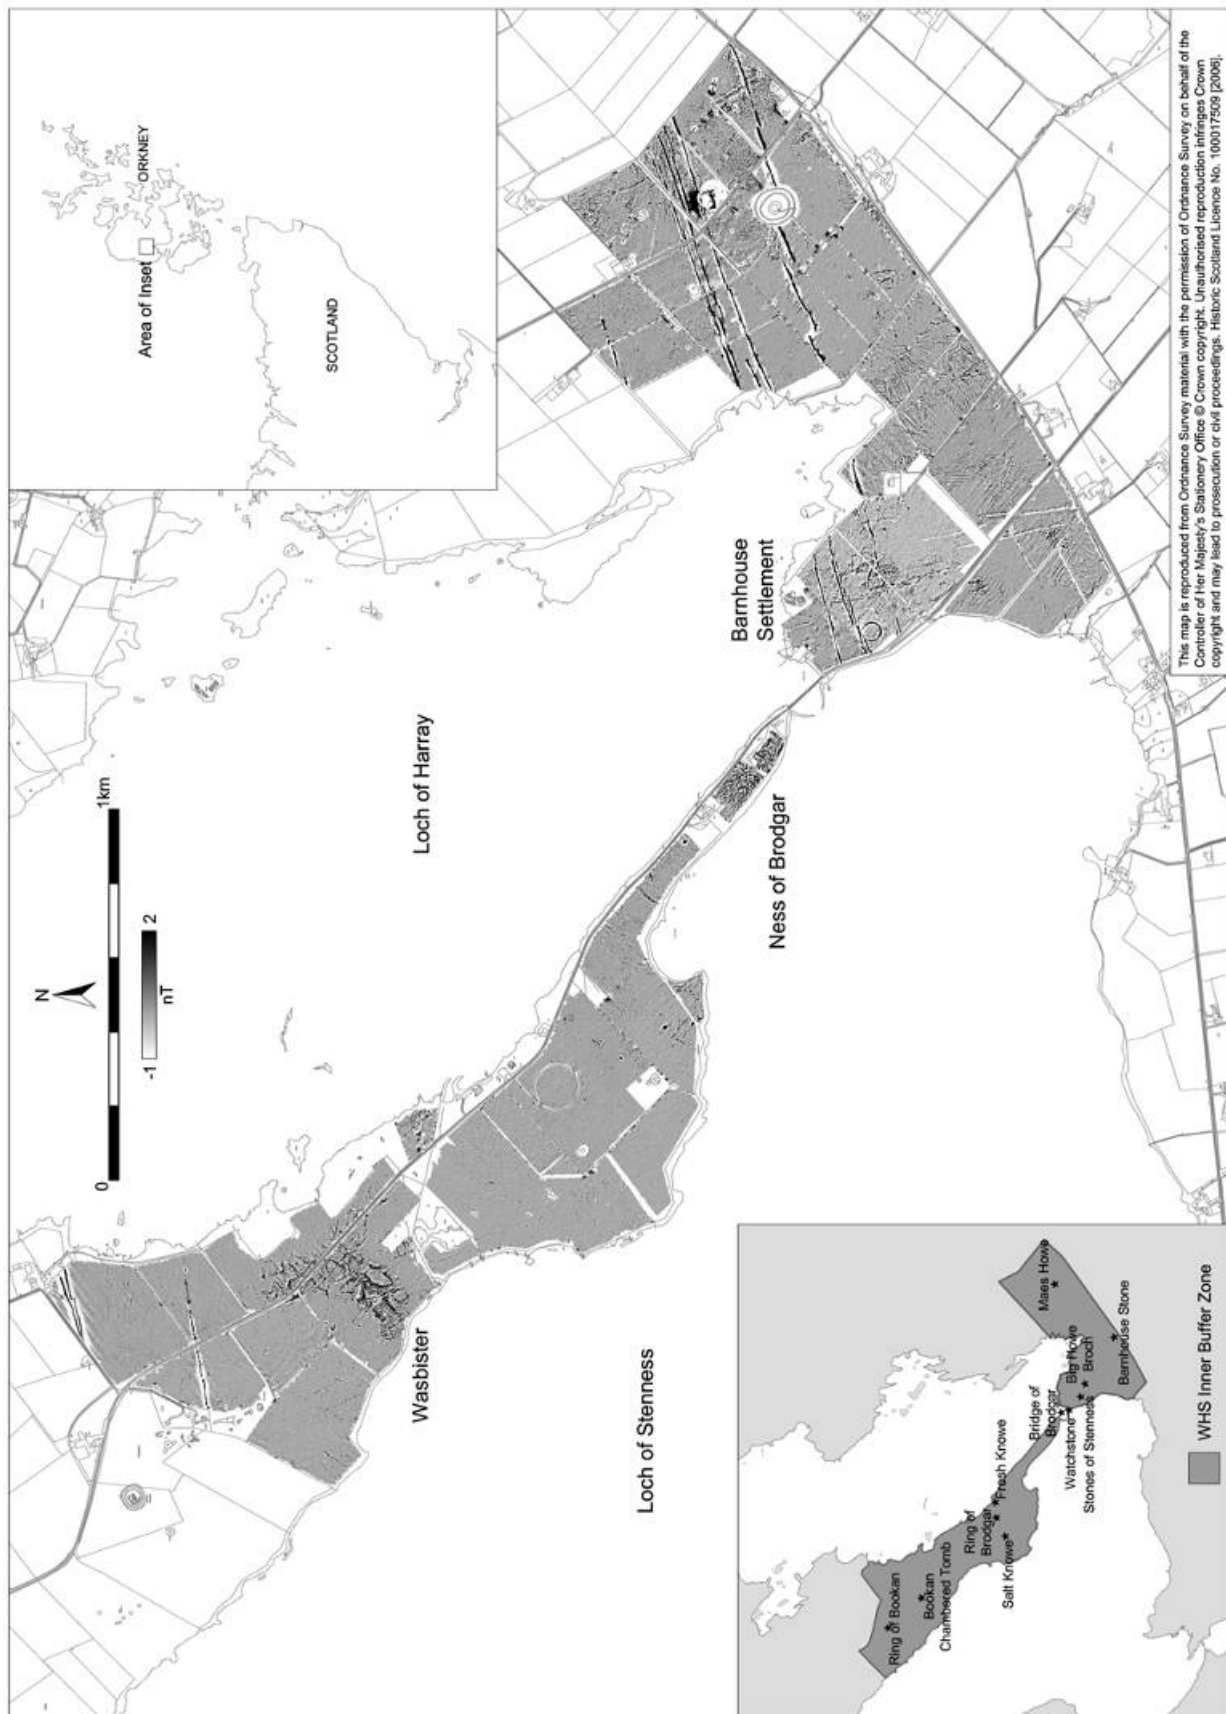 Area of Inset
ORKNEY
SCOTLAND
N
0
1km
-1
2
nT
Loch of Harray
Barnhouse
Settlement
Ness of Brodgar
Wasbister
Loch of Stenness
Ring of Bookan
Bookan
Chambered Tomb
Ring of
Brodgar
Salt Knowe
Fresh Knowe
Bridge of
Brodgar
Watchstone
Stones of Stenness
Big Howe
Broch
Maes Howe
Barnhouse Stone
WHS Inner Buffer Zone
This map is reproduced from Ordnance Survey material with the permission of Ordnance Survey on behalf of the
Controller of Her Majesty's Stationery Office © Crown copyright. Unauthorised reproduction infringes Crown
copyright and may lead to prosecution or civil proceedings. Historic Scotland Licence No. 100017509 [2006].